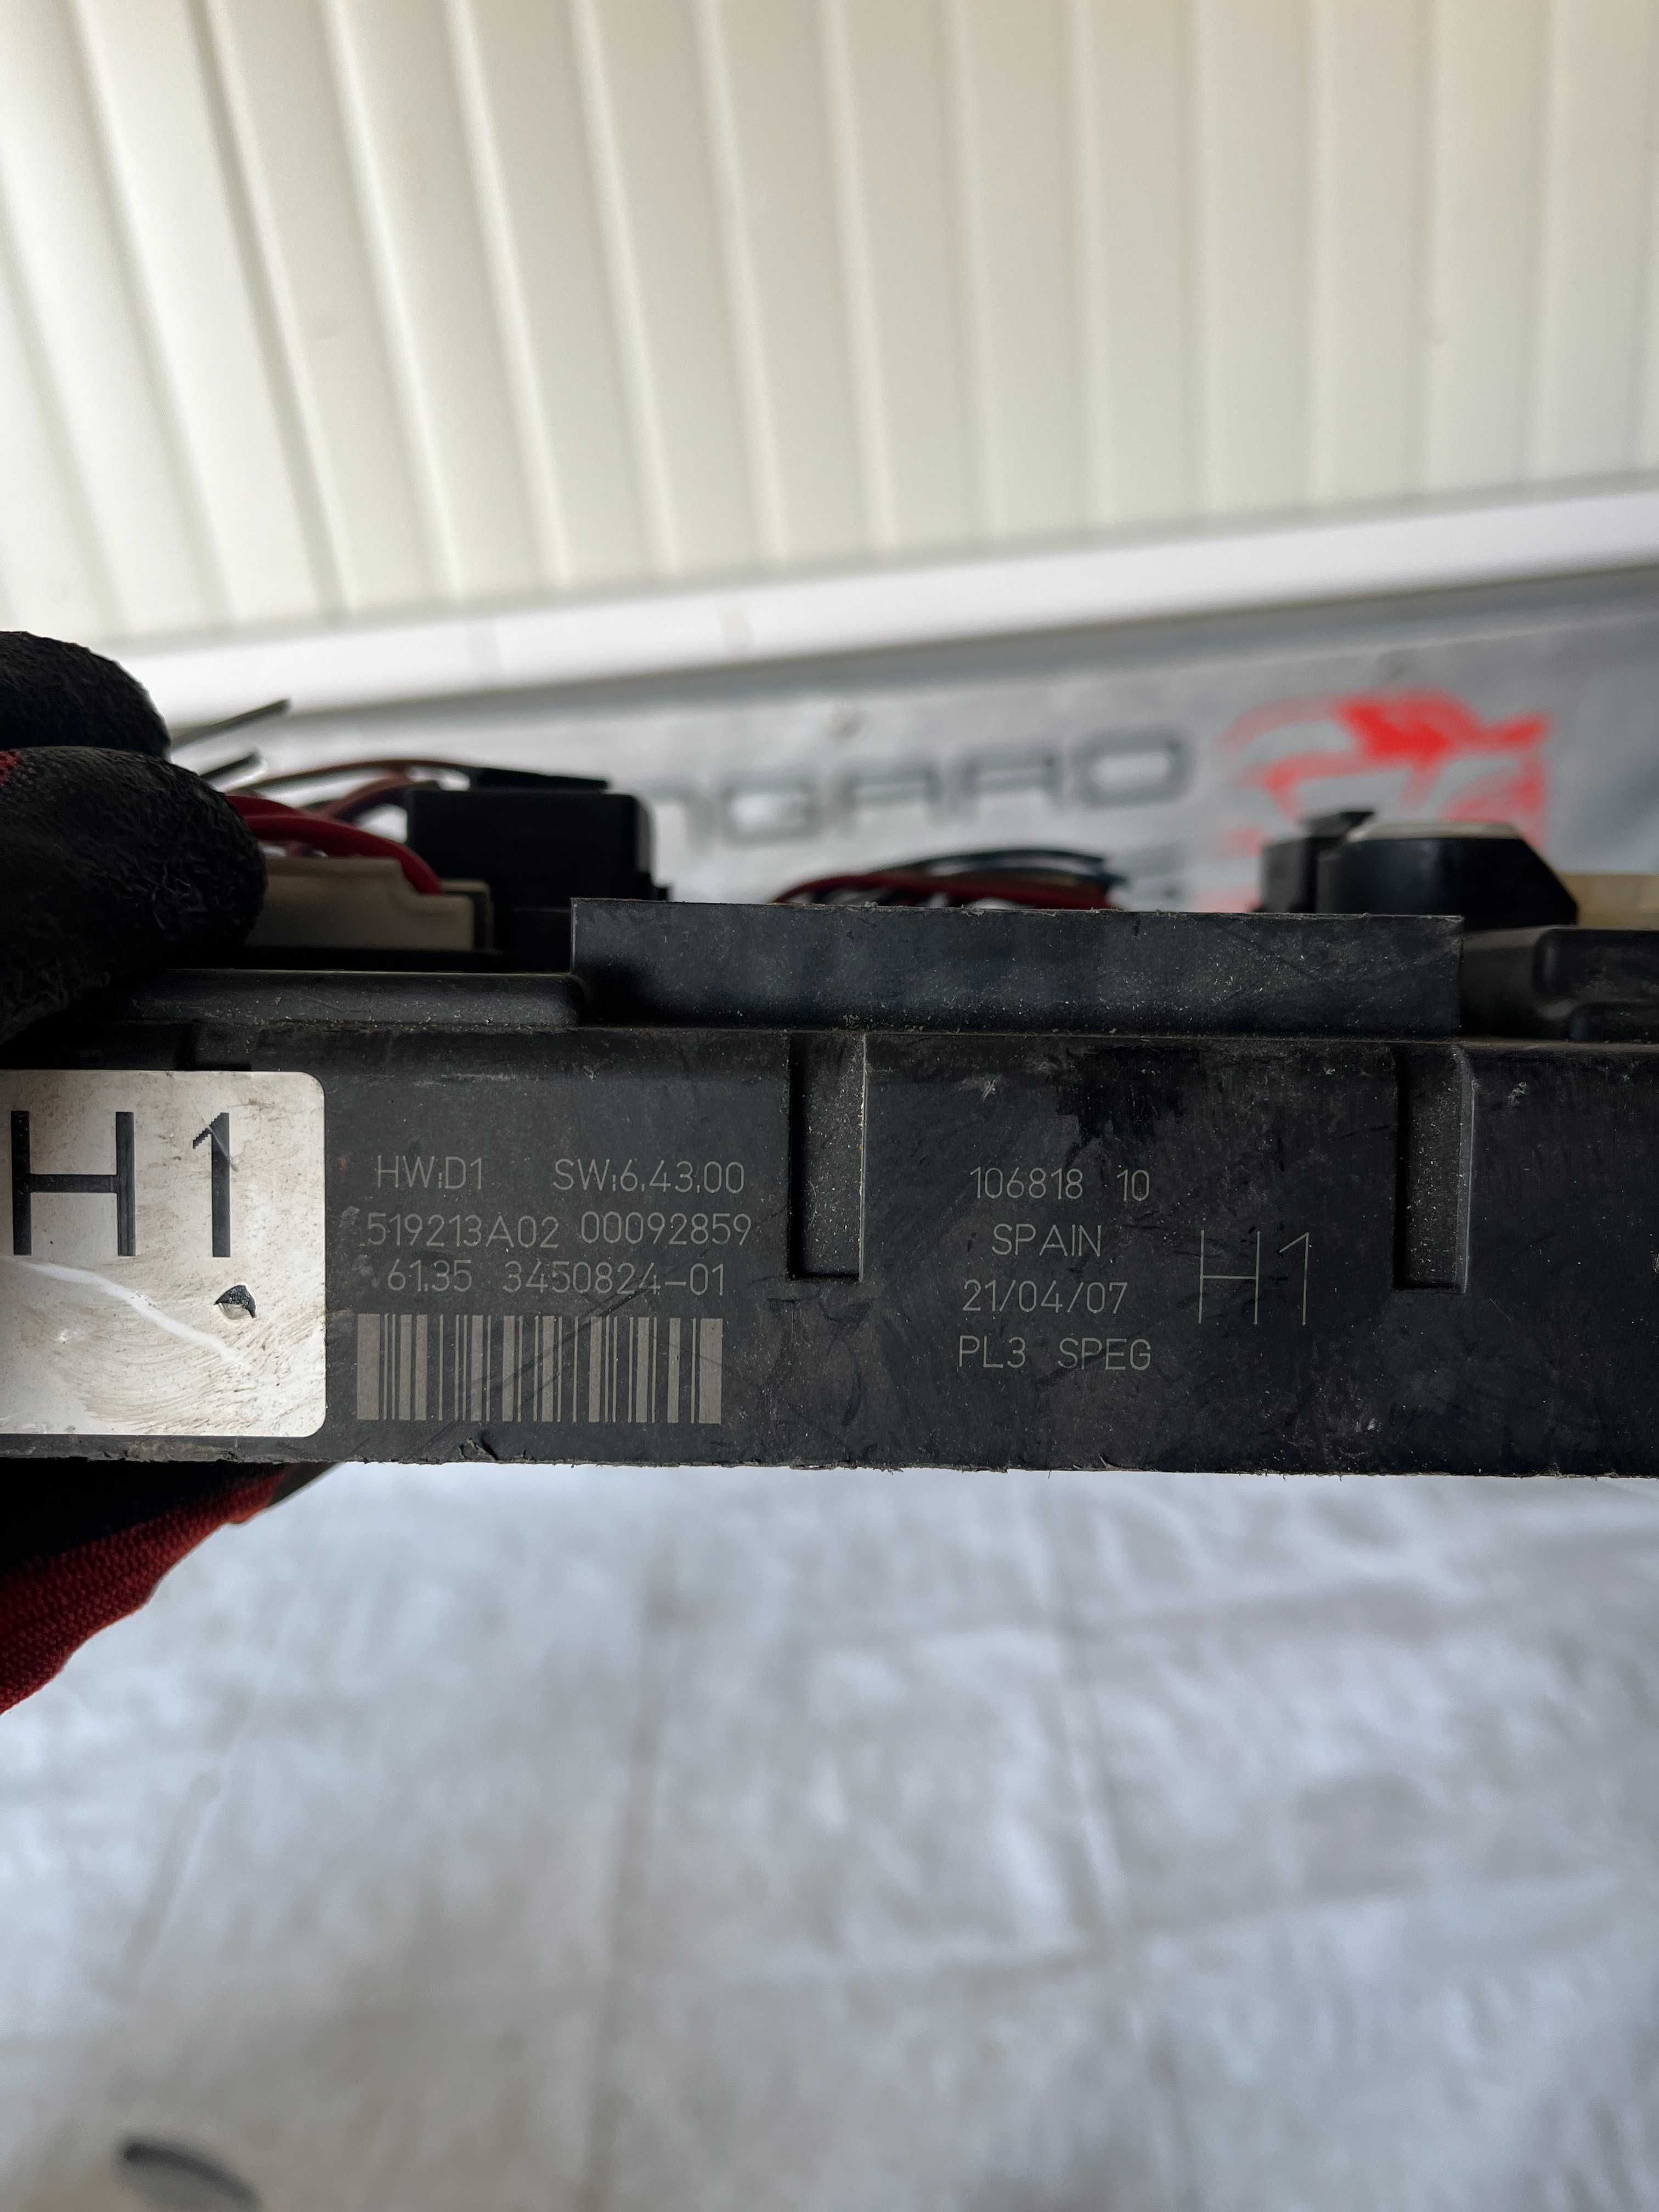 H1
HW:D1 SW:6.43.00
519213A02 00092859
61.35 3450824-01
106818 10
SPAIN
21/04/07
PL3 SPEG
H1